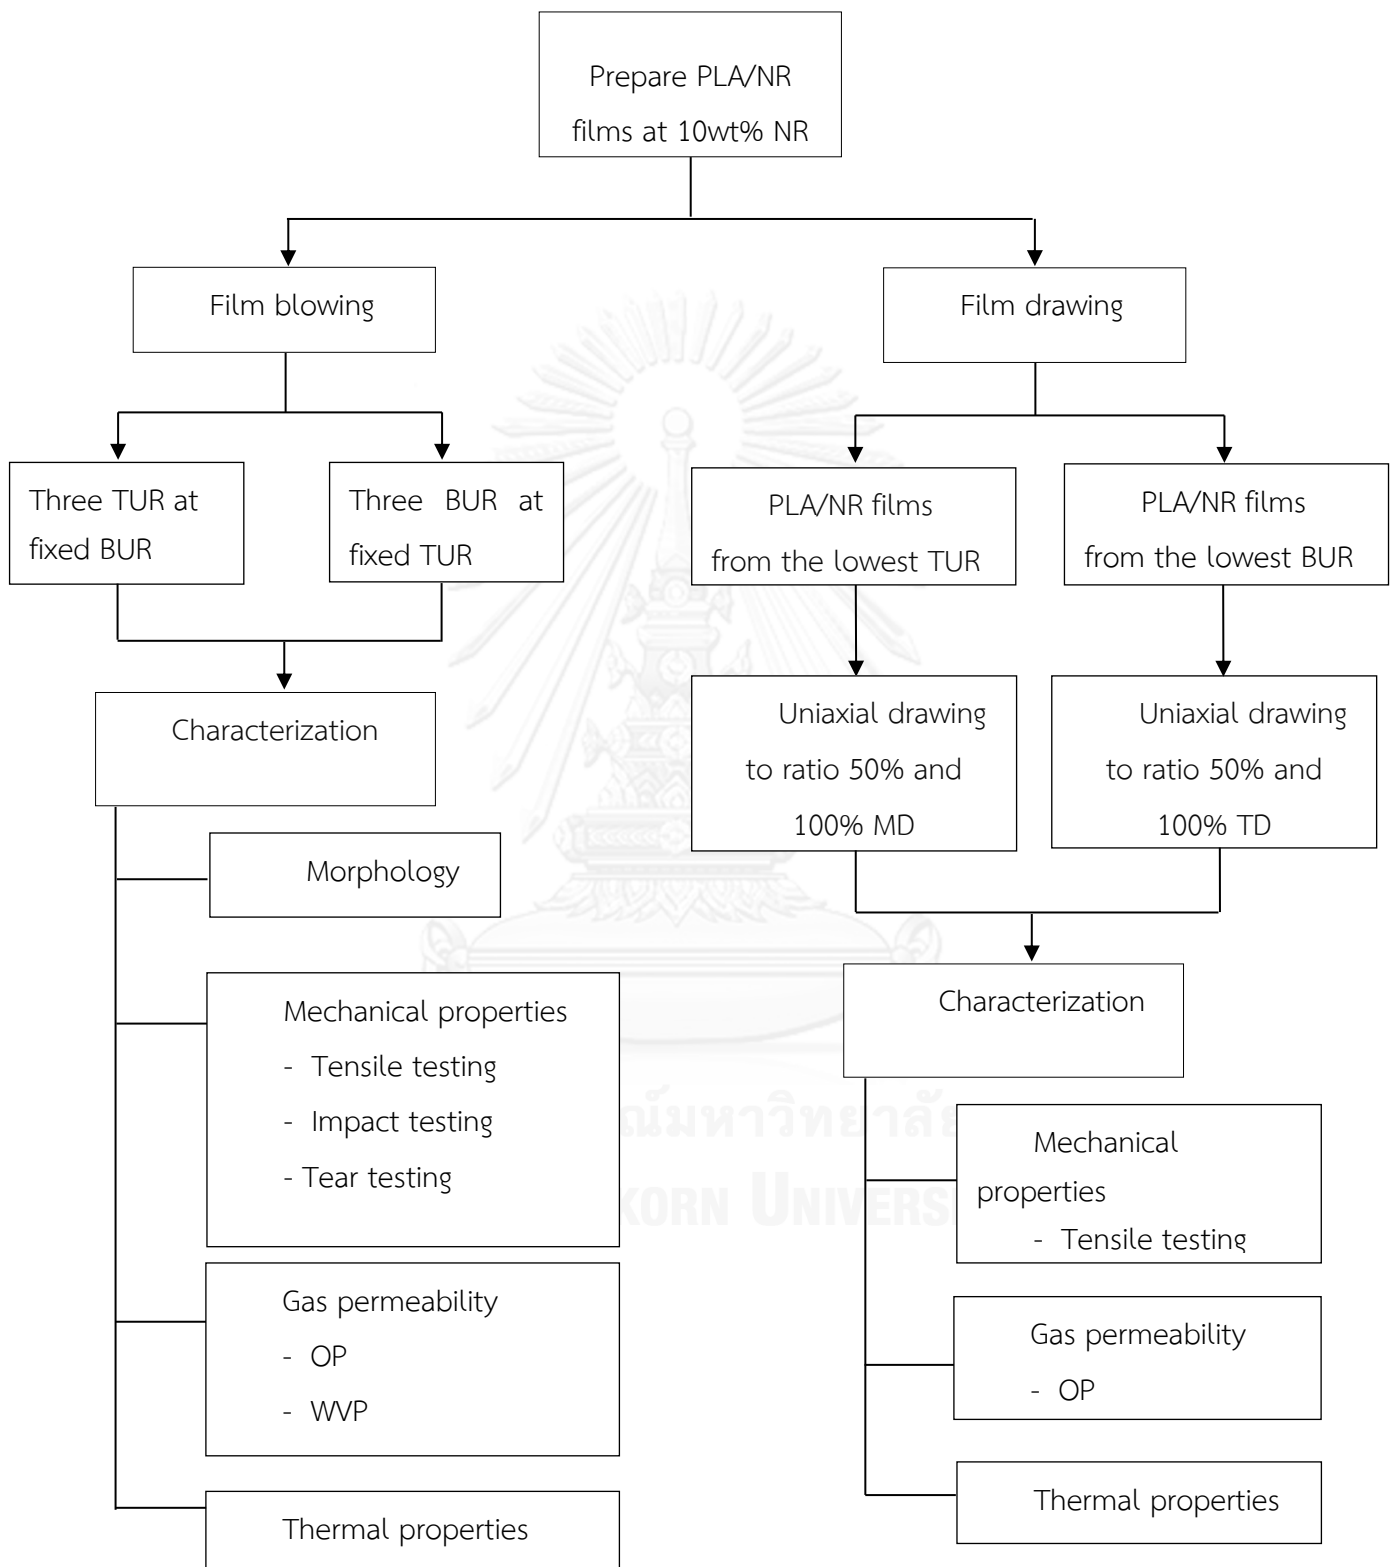 Prepare PLA/NR
films at 10wt% NR
Film blowing
Film drawing
Three TUR at
fixed BUR
Three BUR at
fixed TUR
PLA/NR films
from the lowest TUR
PLA/NR films
from the lowest BUR
Uniaxial drawing
to ratio 50% and
100% MD
Uniaxial drawing
to ratio 50% and
100% TD
Characterization
Morphology
Mechanical properties
- Tensile testing
- Impact testing
- Tear testing
Gas permeability
- OP
- WVP
Thermal properties
Characterization
Mechanical
properties
- Tensile testing
Gas permeability
- OP
Thermal properties